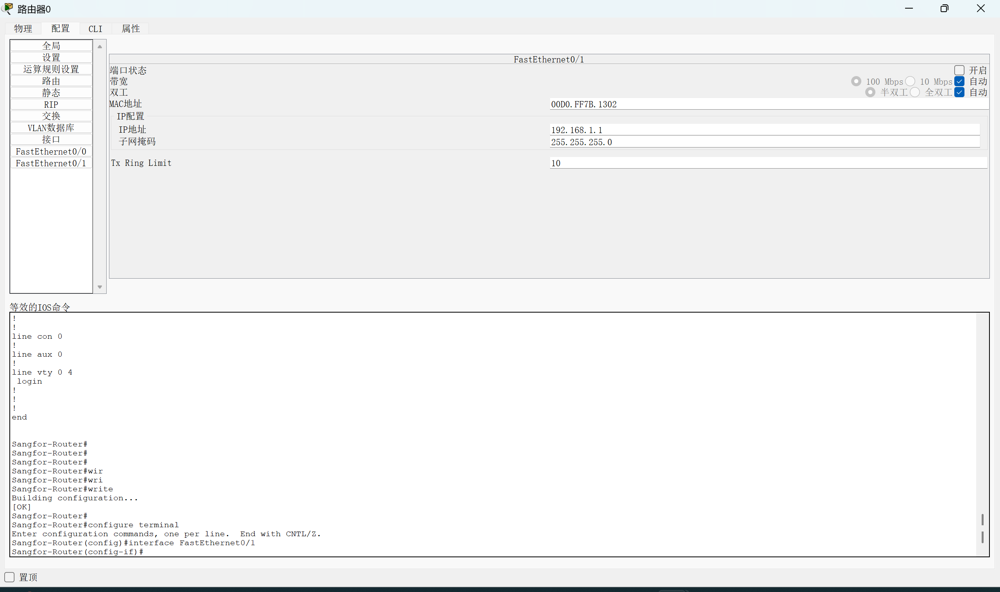 路由器0
物理 配置 CLI 属性
全局
设置
运算规则设置
路由
静态
RIP
交换
VLAN数据库
接口
FastEthernet0/0
FastEthernet0/1
FastEthernet0/1
端口状态 开启
带宽 100 Mbps 10 Mbps 自动
双工 半双工 全双工 自动
MAC地址 00D0.FF7B.1302
IP配置
IP地址 192.168.1.1
子网掩码 255.255.255.0
Tx Ring Limit 10
等效的IOS命令
!
!
line con 0
!
line aux 0
!
line vty 0 4
login
!
!
!
end
Sangfor-Router#
Sangfor-Router#
Sangfor-Router#
Sangfor-Router#wir
Sangfor-Router#wri
Sangfor-Router#write
Building configuration...
[OK]
Sangfor-Router#
Sangfor-Router#configure terminal
Enter configuration commands, one per line. End with CNTL/Z.
Sangfor-Router(config)#interface FastEthernet0/1
Sangfor-Router(config-if)#
置顶